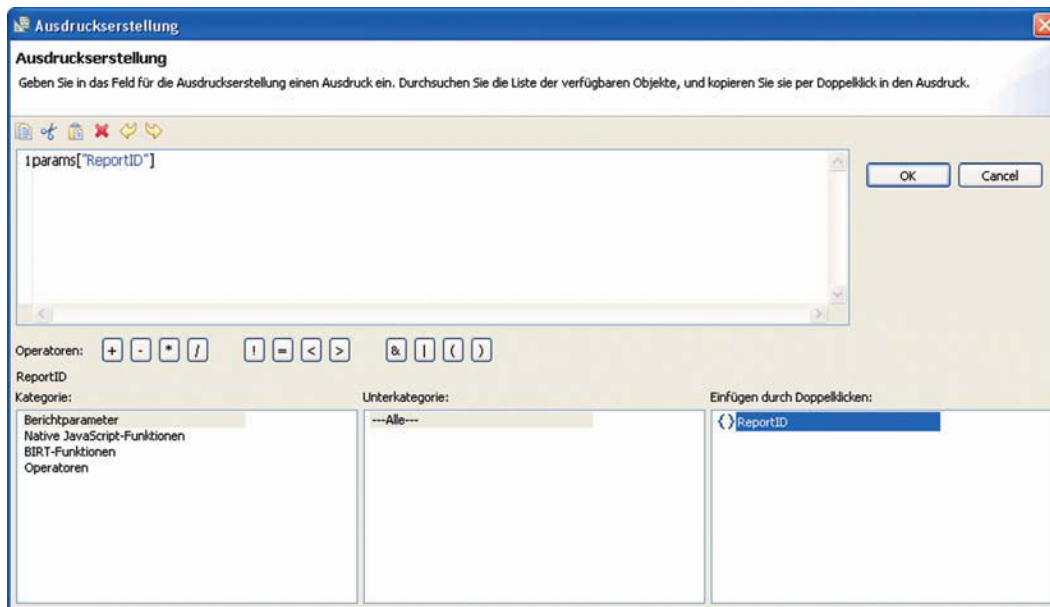 Ausdruckserstellung
Ausdruckserstellung
Geben Sie in das Feld für die Ausdruckserstellung einen Ausdruck ein. Durchsuchen Sie die Liste der verfügbaren Objekte, und kopieren Sie sie per Doppelklick in den Ausdruck.
1params["ReportID"]
OK Cancel
Operatoren: + - * / ! = < > & | ( )
ReportID
Kategorie: Unterkategorie: Einfügen durch Doppelklicken:
Berichtparameter ---Alle--- {}ReportID
Native JavaScript-Funktionen
BIRT-Funktionen
Operatoren